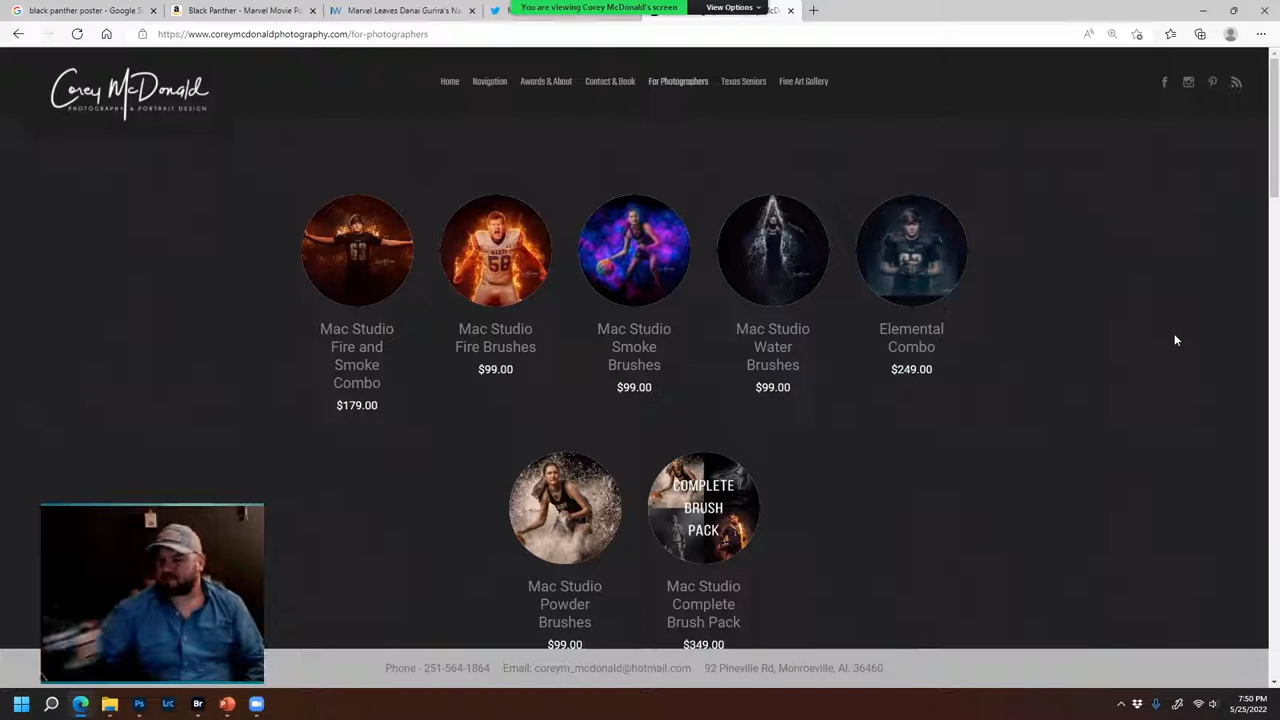 black panther poster - Google S
Black Panther - Marvel Movie Po
Marvel Leaves Danai Gurira's Na
You are viewing Corey McDonald's screen
View Options
https://www.coreymcdonaldphotography.com/for-photographers
Corey McDonald
PHOTOGRAPHY & PORTRAIT DESIGN
Home
Navigation
Awards & About
Contact & Book
For Photographers
Texas Seniors
Fine Art Gallery
Mac Studio
Fire and
Smoke
Combo
$179.00
Mac Studio
Fire Brushes
$99.00
Mac Studio
Smoke
Brushes
$99.00
Mac Studio
Water
Brushes
$99.00
Elemental
Combo
$249.00
58
COMPLETE
BRUSH
PACK
Mac Studio
Powder
Brushes
$99.00
Mac Studio
Complete
Brush Pack
$349.00
Phone - 251-564-1864 Email: coreym_mcdonald@hotmail.com 92 Pineville Rd, Monroeville, Al. 36460
Ps
Lrc
Br
7:50 PM
5/25/2022